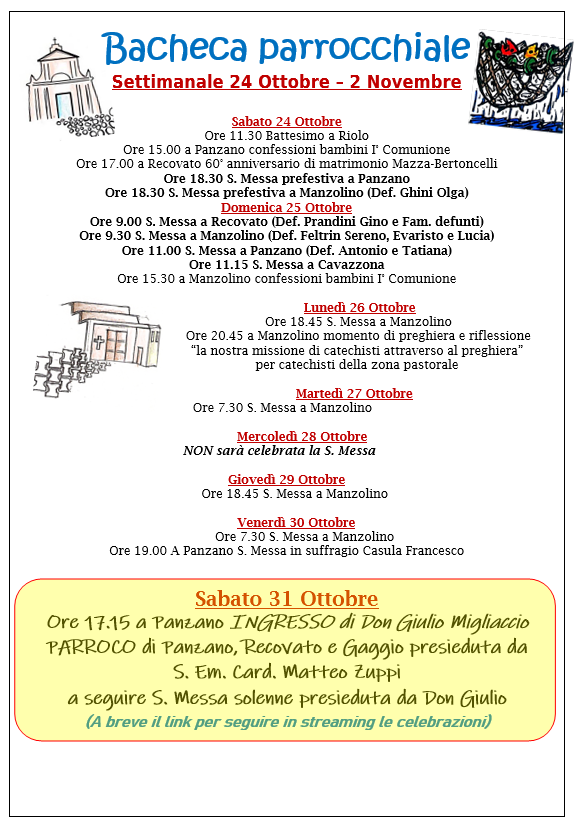 Bacheca parrocchiale
Settimanale 24 Ottobre – 2 Novembre
Sabato 24 Ottobre
Ore 11.30 Battesimo a Riolo
Ore 15.00 a Panzano confessioni bambini I° Comunione
Ore 17.00 a Recovato 60° anniversario di matrimonio Mazza-Bertoncelli
Ore 18.30 S. Messa prefestiva a Panzano
Ore 18.30 S. Messa prefestiva a Manzolino (Def. Ghini Olga)
Domenica 25 Ottobre
Ore 9.00 S. Messa a Recovato (Def. Prandini Gino e Fam. defunti)
Ore 9.30 S. Messa a Manzolino (Def. Feltrin Sereno, Evaristo e Lucia)
Ore 11.00 S. Messa a Panzano (Def. Antonio e Tatiana)
Ore 11.15 S. Messa a Cavazzona
Ore 15.30 a Manzolino confessioni bambini I° Comunione
Lunedì 26 Ottobre
Ore 18.45 S. Messa a Manzolino
Ore 20.45 a Manzolino momento di preghiera e riflessione
“la nostra missione di catechisti attraverso al preghiera”
per catechisti della zona pastorale
Martedì 27 Ottobre
Ore 7.30 S. Messa a Manzolino
Mercoledì 28 Ottobre
NON sarà celebrata la S. Messa
Giovedì 29 Ottobre
Ore 18.45 S. Messa a Manzolino
Venerdì 30 Ottobre
Ore 7.30 S. Messa a Manzolino
Ore 19.00 A Panzano S. Messa in suffragio Casula Francesco
Sabato 31 Ottobre
Ore 17.15 a Panzano INGRESSO di Don Giulio Migliaccio
PARROCO di Panzano, Recovato e Gaggio presieduta da
S. Em. Card. Matteo Zuppi
a seguire S. Messa solenne presieduta da Don Giulio
(A breve il link per seguire in streaming le celebrazioni)